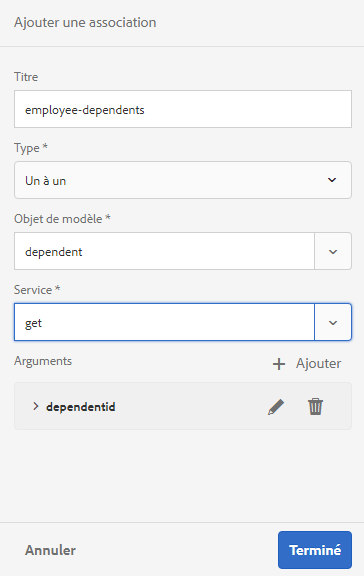 Ajouter une association
Titre
employee-dependents
Type *
Un à un
Objet de modèle *
dependent
Service *
get
Arguments
Ajouter
dependentid
Annuler
Terminé